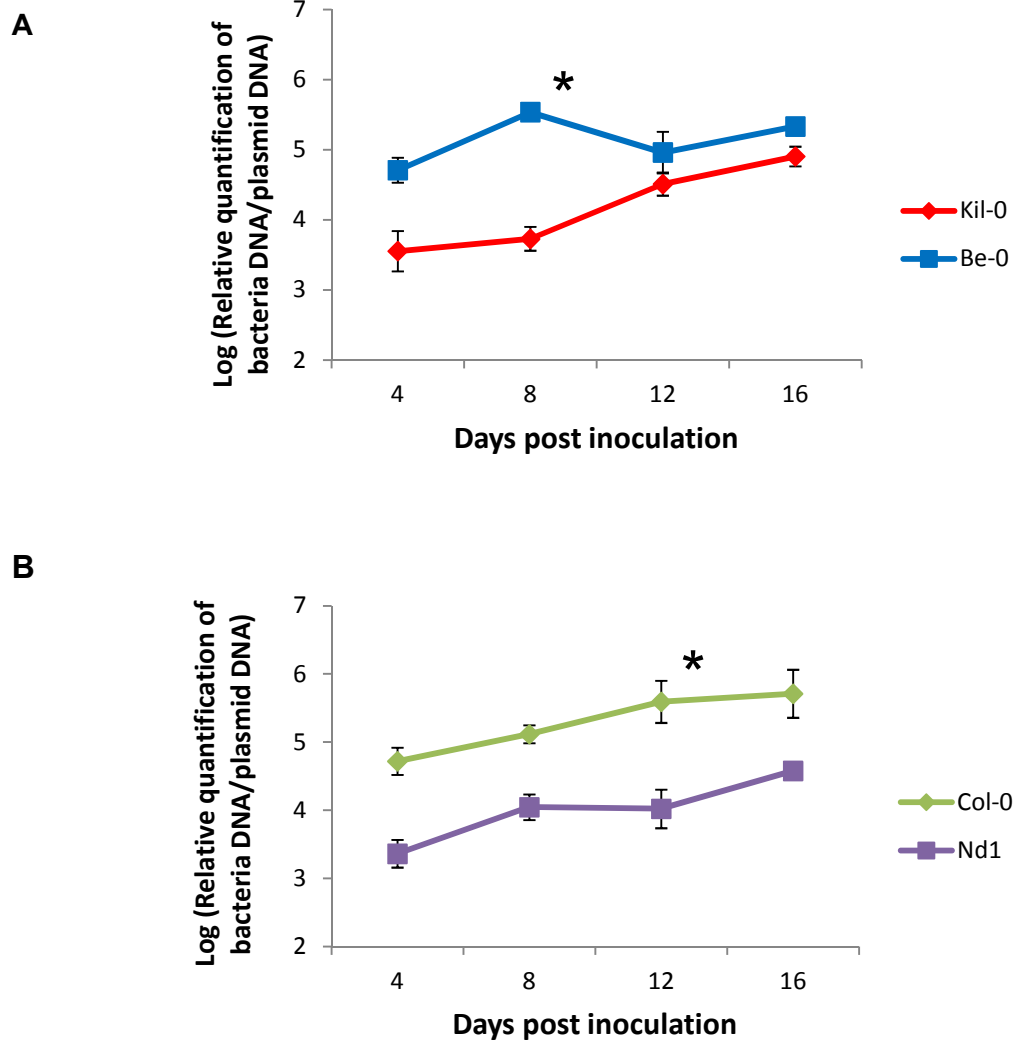 A
Log (Relative quantification of
bacteria DNA/plasmid DNA)
7
6
5
4
3
2
*
4 8 12 16
Days post inoculation
Kil-0
Be-0
B
Log (Relative quantification of
bacteria DNA/plasmid DNA)
7
6
5
4
3
2
*
4 8 12 16
Days post inoculation
Col-0
Nd1